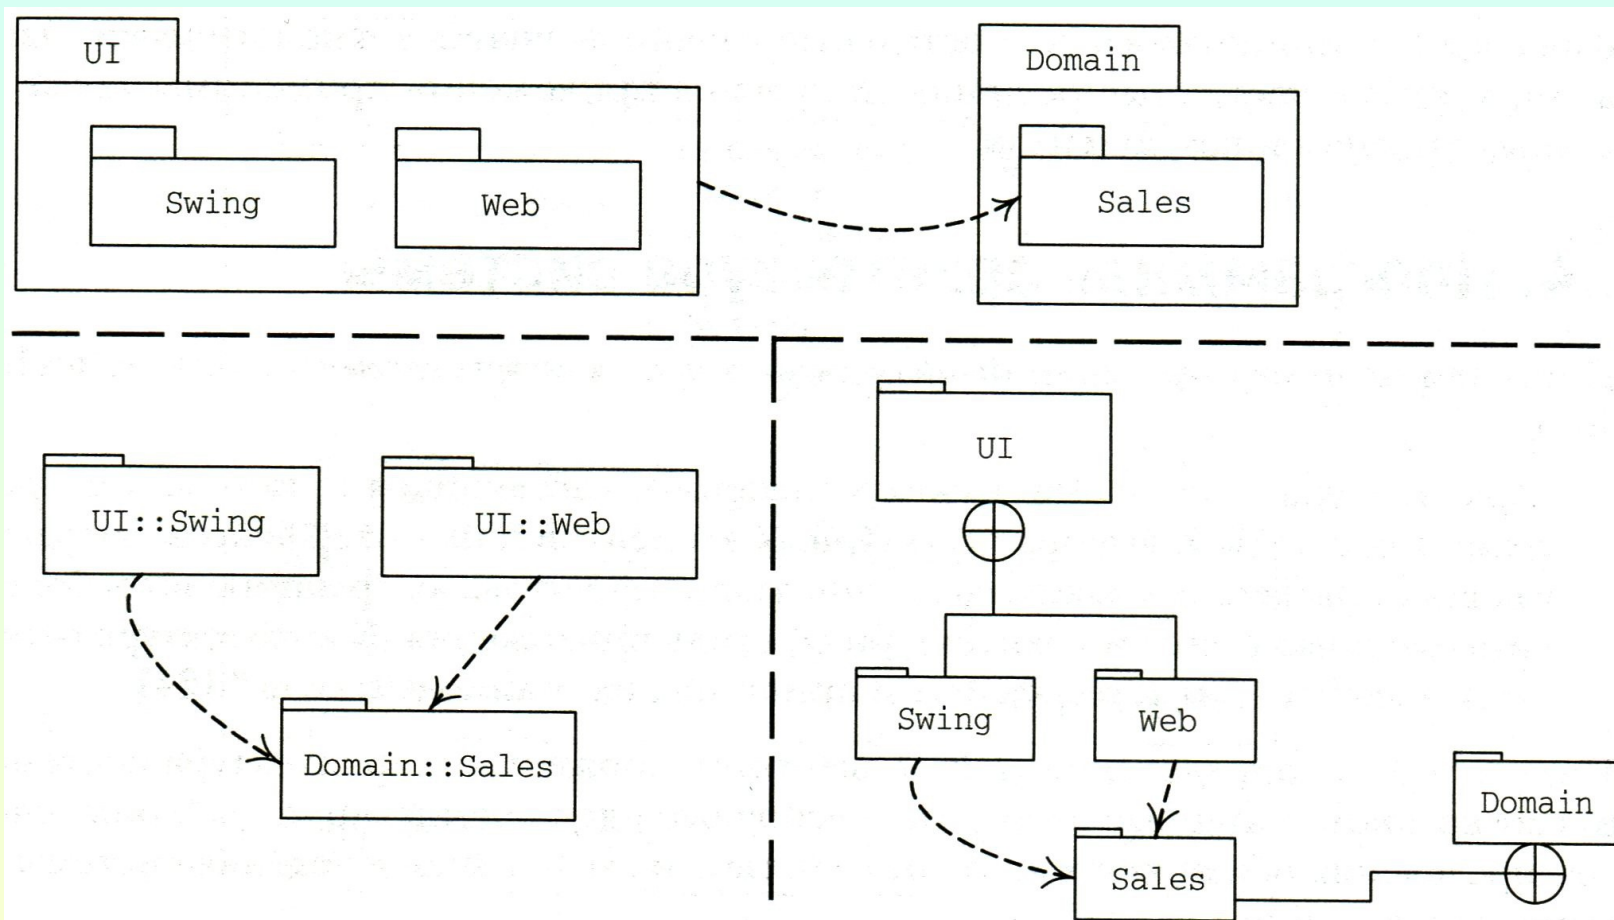 UI
Domain
Swing
Web
Sales
UI::Swing
UI::Web
Domain::Sales
UI
Swing
Web
Domain
Sales